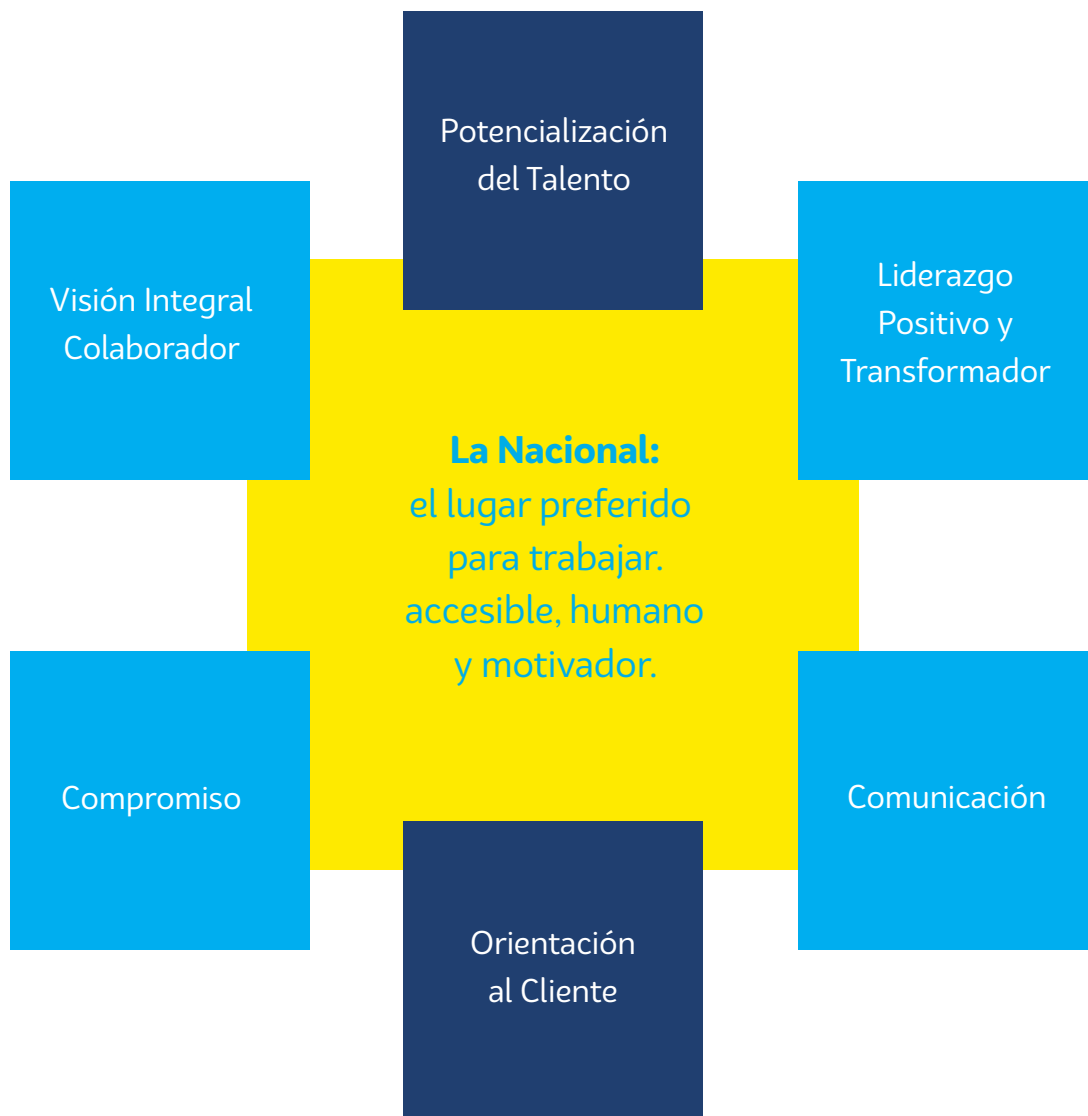 Potencialización
del Talento
Visión Integral
Colaborador
Liderazgo
Positivo y
Transformador
La Nacional:
el lugar preferido
para trabajar.
accesible, humano
y motivador.
Compromiso
Comunicación
Orientación
al Cliente